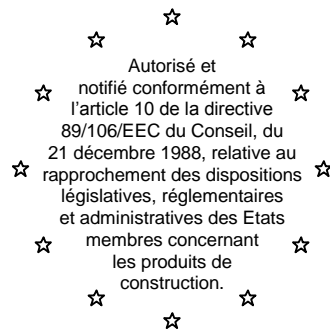 Autorisé et
notifié conformément à
l'article 10 de la directive
89/106/EEC du Conseil, du
21 décembre 1988, relative au
rapprochement des dispositions
législatives, réglementaires
et administratives des Etats
membres concernant
les produits de
construction.